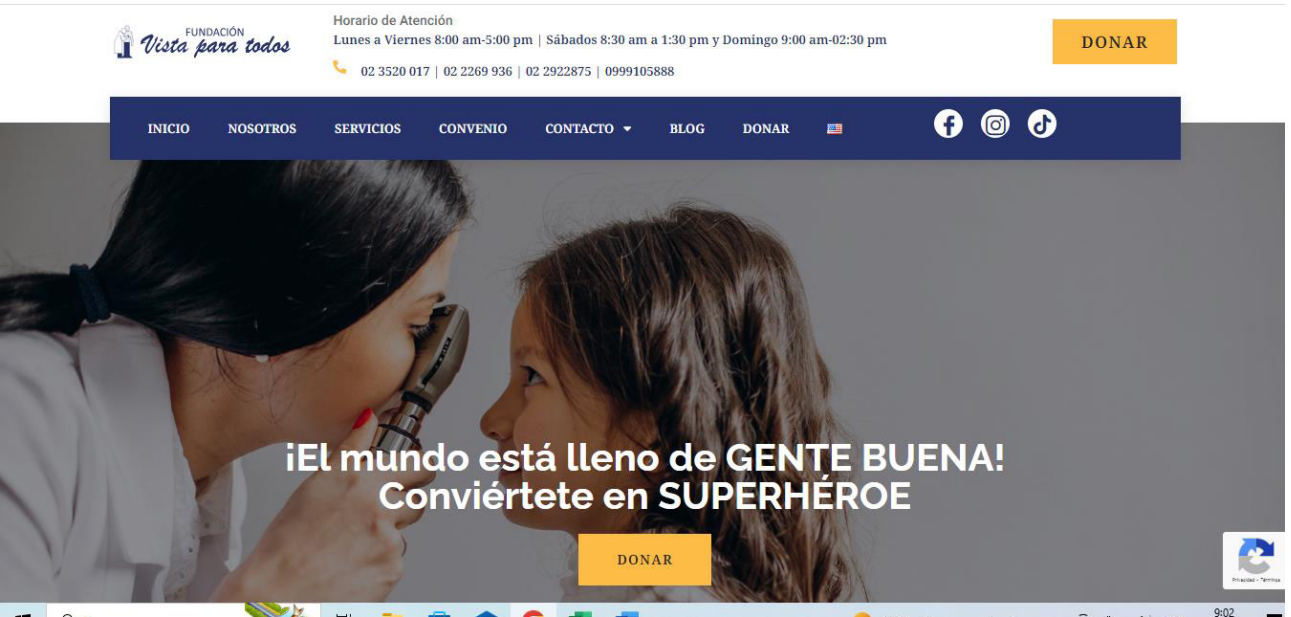 FUNDACIÓN
Vista para todos
Horario de Atención
Lunes a Viernes 8:00 am-5:00 pm | Sábados 8:30 am a 1:30 pm y Domingo 9:00 am-02:30 pm
02 3520 017 | 02 2269 936 | 02 2922875 | 0999105888
DONAR
INICIO NOSOTROS SERVICIOS CONVENIO CONTACTO BLOG DONAR
¡El mundo está lleno de GENTE BUENA!
Conviértete en SUPERHÉROE
DONAR
Privacidad - Términos
9:02